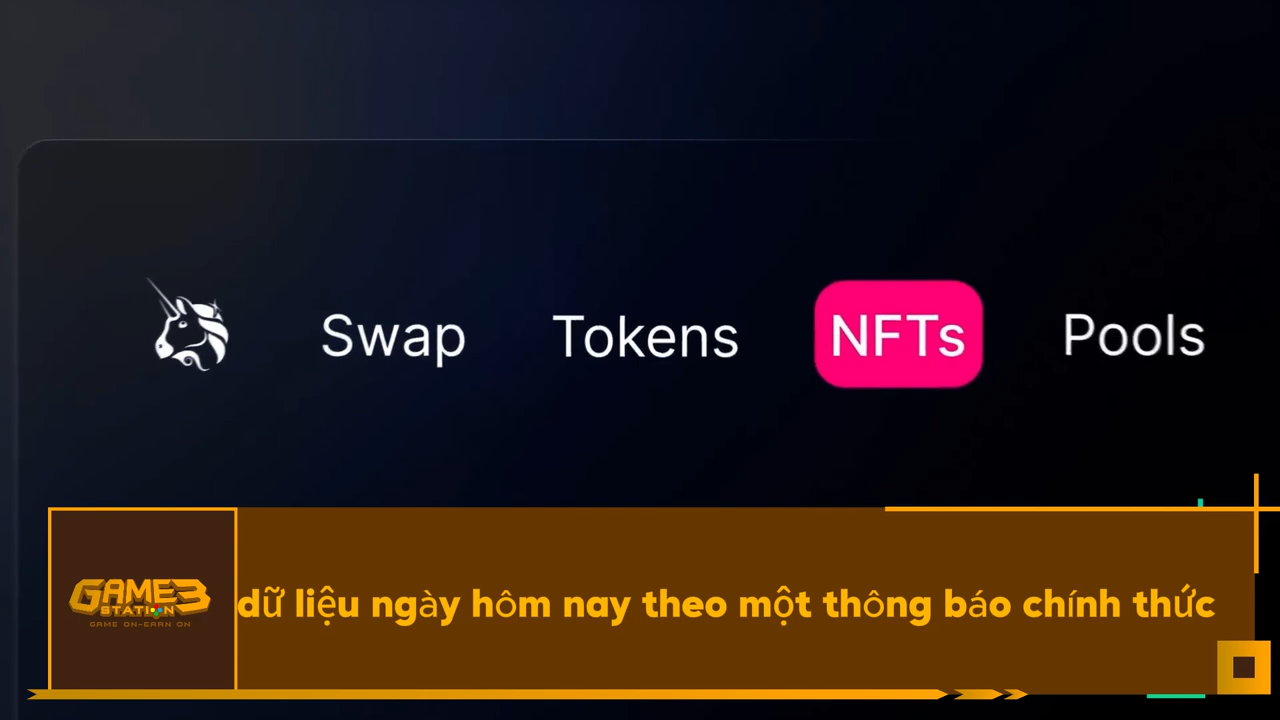 Swap Tokens NFTs Pools
GAME3
STATION
GAME ON-EARN ON
dữ liệu ngày hôm nay theo một thông báo chính thức